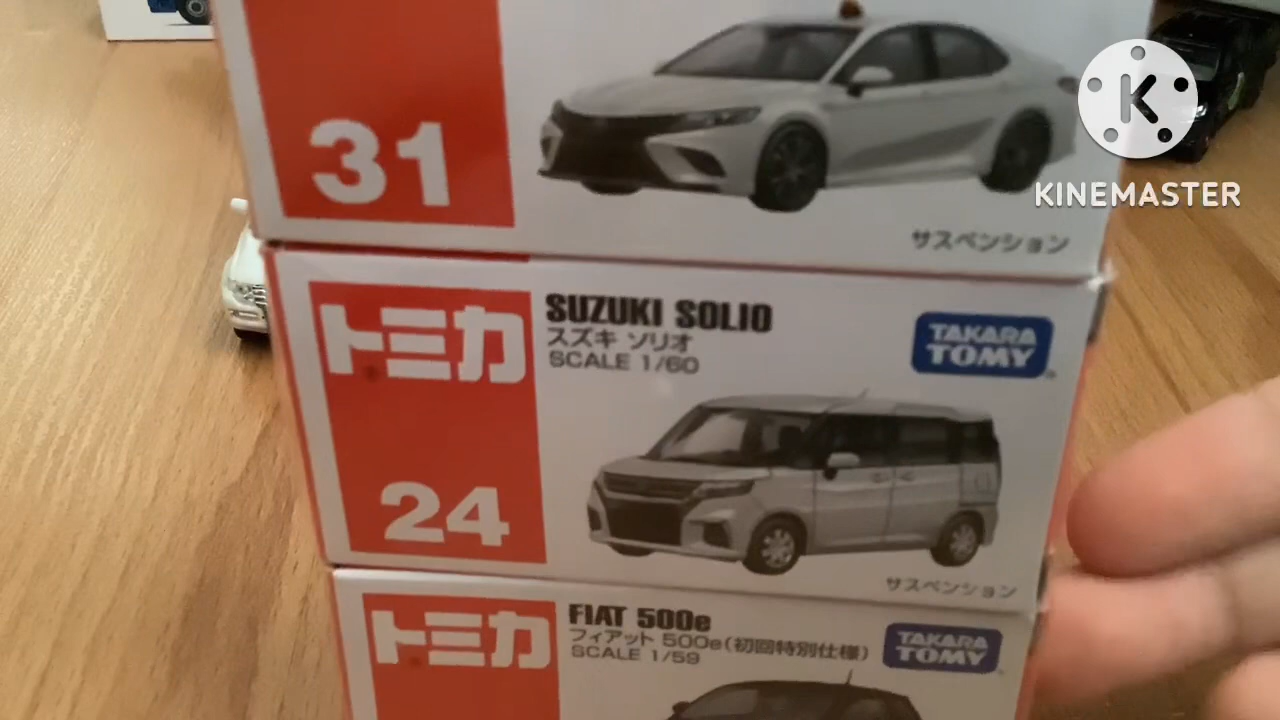 31
サスペンション
K
KINEMASTER
トミカ
SUZUKI SOLIO
スズキ ソリオ
SCALE 1/60
TAKARA
TOMY
24
サスペンション
トミカ
FIAT 500e
フィアット 500e(初回特別仕様)
SCALE 1/59
TAKARA
TOMY